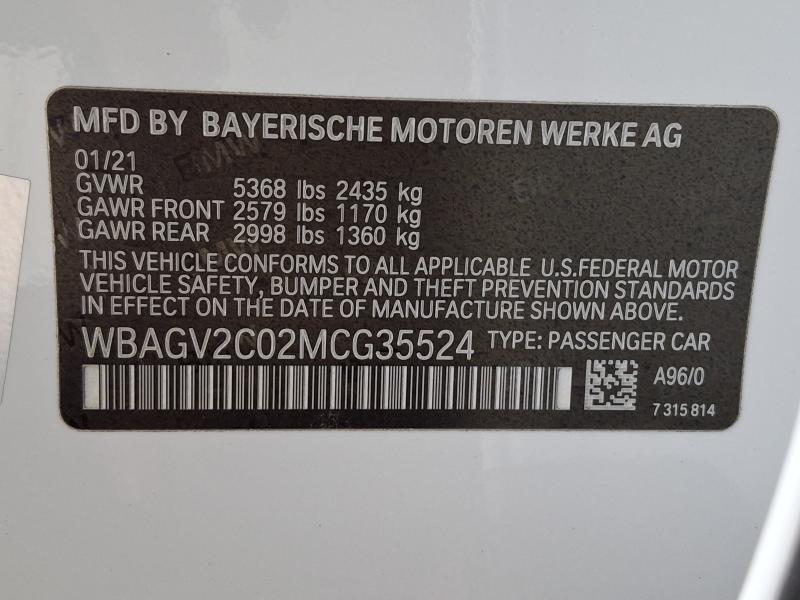 MFD BY BAYERISCHE MOTOREN WERKE AG
01/21
GVWR 5368 lbs 2435 kg
GAWR FRONT 2579 lbs 1170 kg
GAWR REAR 2998 lbs 1360 kg
THIS VEHICLE CONFORMS TO ALL APPLICABLE U.S.FEDERAL MOTOR
VEHICLE SAFETY, BUMPER AND THEFT PREVENTION STANDARDS
IN EFFECT ON THE DATE OF MANUFACTURE SHOWN ABOVE.
WBAGV2C02MCG35524 TYPE: PASSENGER CAR
A96/0
7 315 814